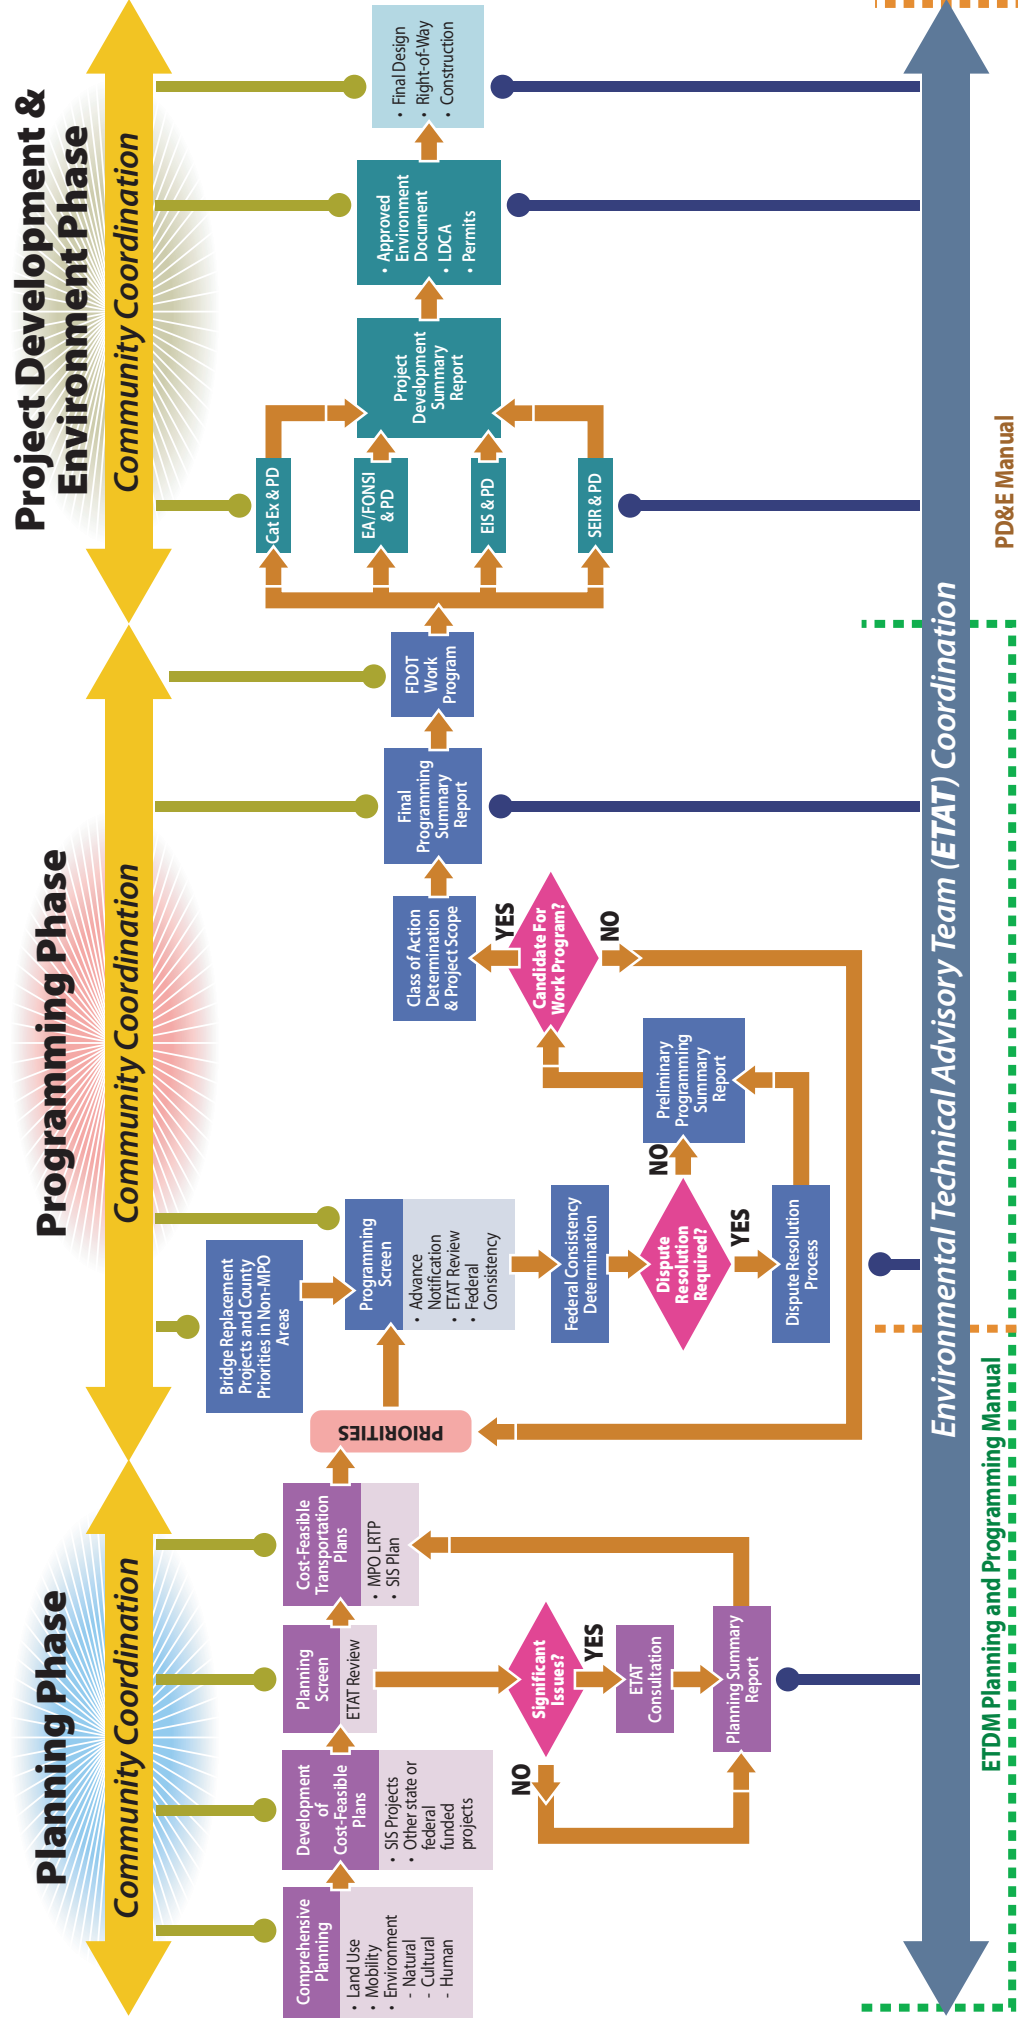 Planning Phase
Community Coordination
Comprehensive
Planning
• Land Use
• Mobility
• Environment
- Natural
- Cultural
- Human
Development
of
Cost-Feasible
Plans
• SIS Projects
• Other state or
federal
funded
projects
Planning
Screen
ETAT Review
Cost-Feasible
Transportation
Plans
• MPO LRTP
• SIS Plan
Significant
Issues?
NO
YES
ETAT
Consultation
Planning Summary
Report
PRIORITIES
Programming Phase
Community Coordination
Bridge Replacement
Projects and County
Priorities in Non-MPO
Areas
Programming
Screen
• Advance
Notification
• ETAT Review
• Federal
Consistency
Federal Consistency
Determination
Dispute
Resolution
Required?
NO
YES
Dispute Resolution
Process
Preliminary
Programming
Summary
Report
Candidate For
Work Program?
YES
NO
Class of Action
Determination
& Project Scope
Final
Programming
Summary
Report
FDOT
Work
Program
Project Development &
Environment Phase
Community Coordination
Cat Ex & PD
EA/FONSI
& PD
EIS & PD
SEIR & PD
Project
Development
Summary
Report
• Approved
Environment
Document
• LDCA
• Permits
• Final Design
• Right-of-Way
• Construction
Environmental Technical Advisory Team (ETAT) Coordination
ETDM Planning and Programming Manual
PD&E Manual